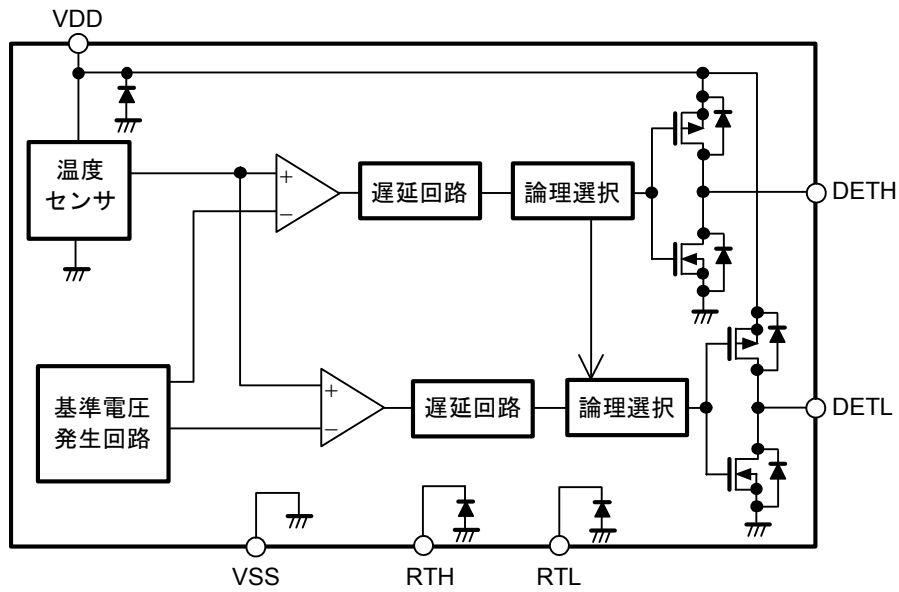 VDD
温度
センサ
+
−
遅延回路
論理選択
DETH
基準電圧
発生回路
+
−
遅延回路
論理選択
DETL
VSS
RTH
RTL